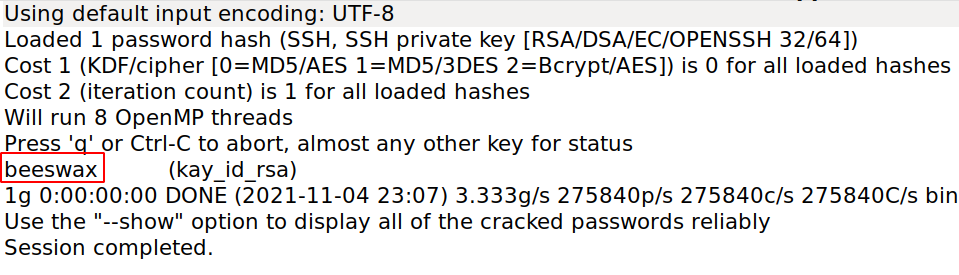 Using default input encoding: UTF-8
Loaded 1 password hash (SSH, SSH private key [RSA/DSA/EC/OPENSSH 32/64])
Cost 1 (KDF/cipher [0=MD5/AES 1=MD5/3DES 2=Bcrypt/AES]) is 0 for all loaded hashes
Cost 2 (iteration count) is 1 for all loaded hashes
Will run 8 OpenMP threads
Press 'q' or Ctrl-C to abort, almost any other key for status
beeswax (kay_id_rsa)
1g 0:00:00:00 DONE (2021-11-04 23:07) 3.333g/s 275840p/s 275840c/s 275840C/s bin
Use the "--show" option to display all of the cracked passwords reliably
Session completed.